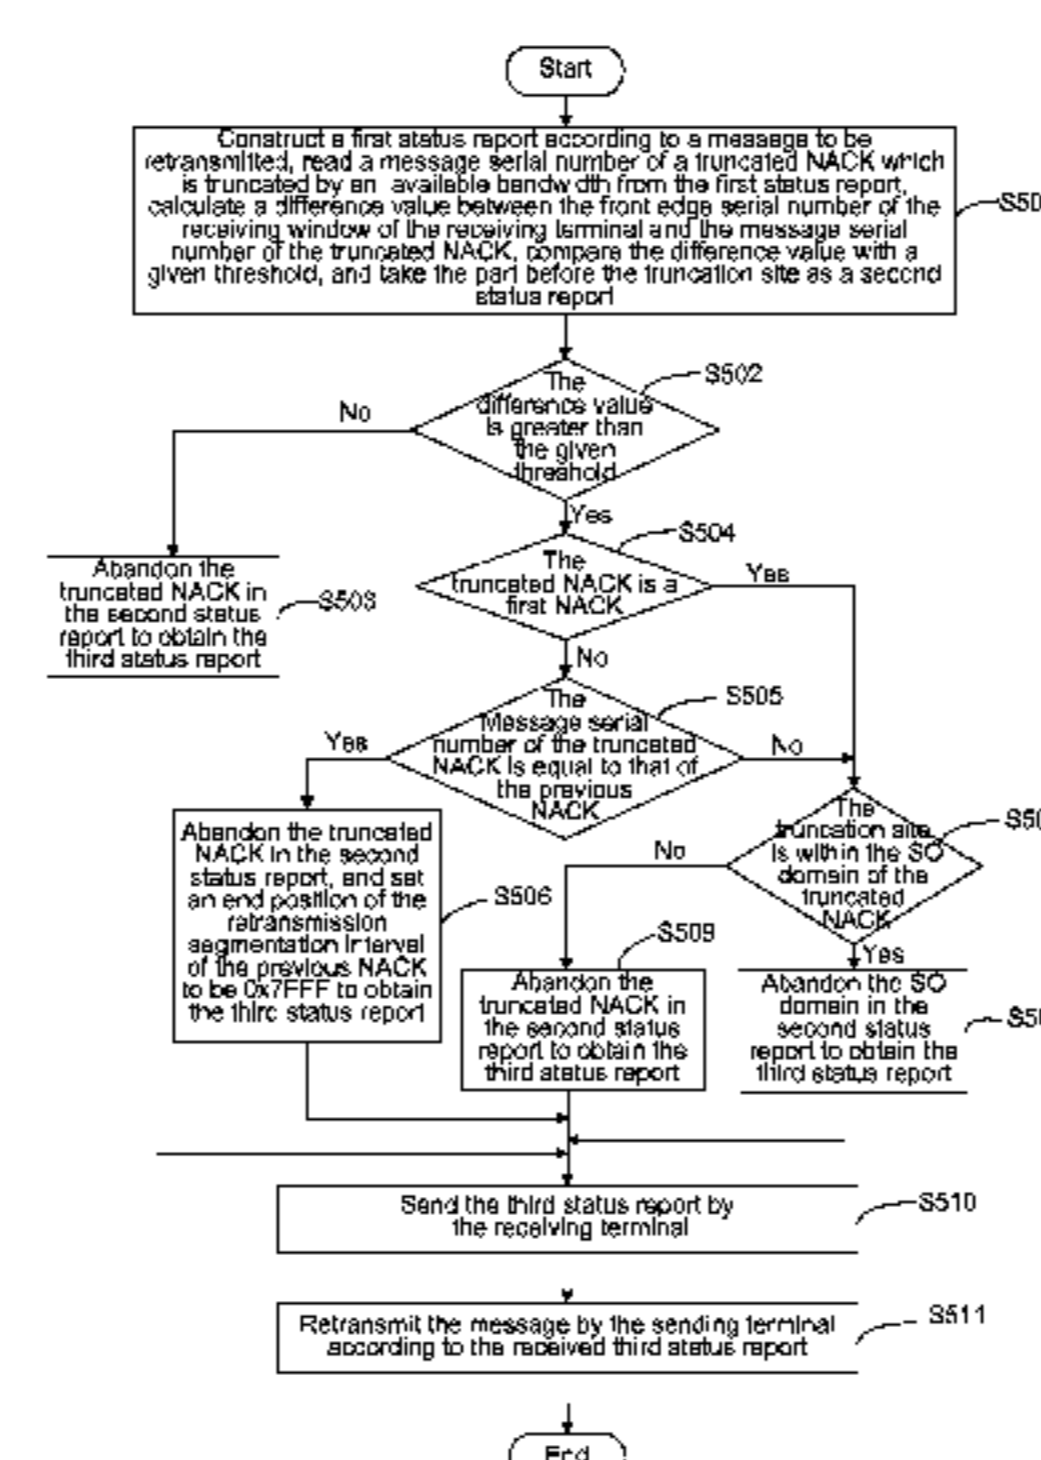 Start
Construct a first status report according to a message to be
retransmitted, read a message serial number of a truncated NACK which
is truncated by an available bandwidth from the first status report,
calculate a difference value between the front edge serial number of the
receiving window of the receiving terminal and the message serial
number of the truncated NACK, compare the difference value with a
given threshold, and take the part before the truncation site as a second
status report
S50
The
difference value
is greater than
the given
threshold
S502
No
Yes
The
truncated NACK is a
first NACK
S504
Yes
No
Abandon the
truncated NACK in
the second status
report to obtain the
third status report
S503
The
Message serial
number of the truncated
NACK is equal to that of
the previous
NACK
S505
Yes
No
The
truncation site
is within the SO
domain of the
truncated
NACK
S50
No
Yes
Abandon the truncated
NACK in the second
status report, and set
an end position of the
retransmission
segmentation interval
of the previous NACK
to be 0x7FFF to obtain
the third status report
S506
Abandon the
truncated NACK in
the second status
report to obtain the
third status report
S509
Abandon the SO
domain in the
second status
report to obtain the
third status report
S50
Send the third status report by
the receiving terminal
S510
Retransmit the message by the sending terminal
according to the received third status report
S511
End